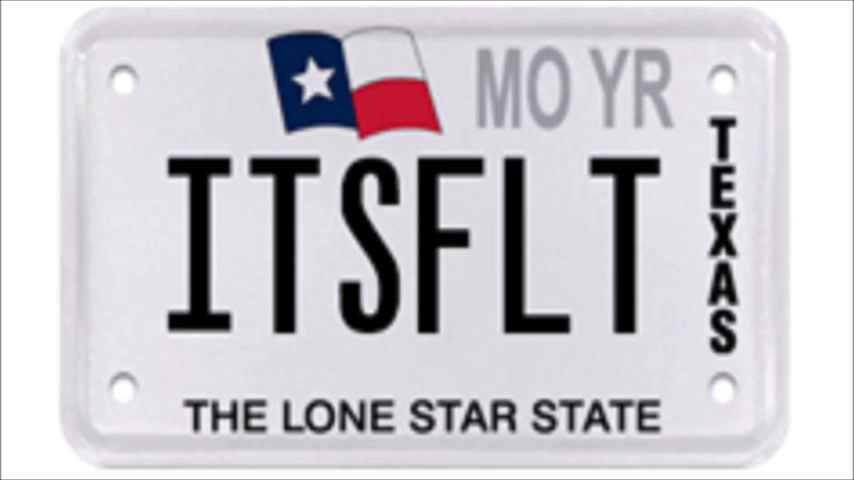 MO YR
ITSFLT
TEXAS
THE LONE STAR STATE